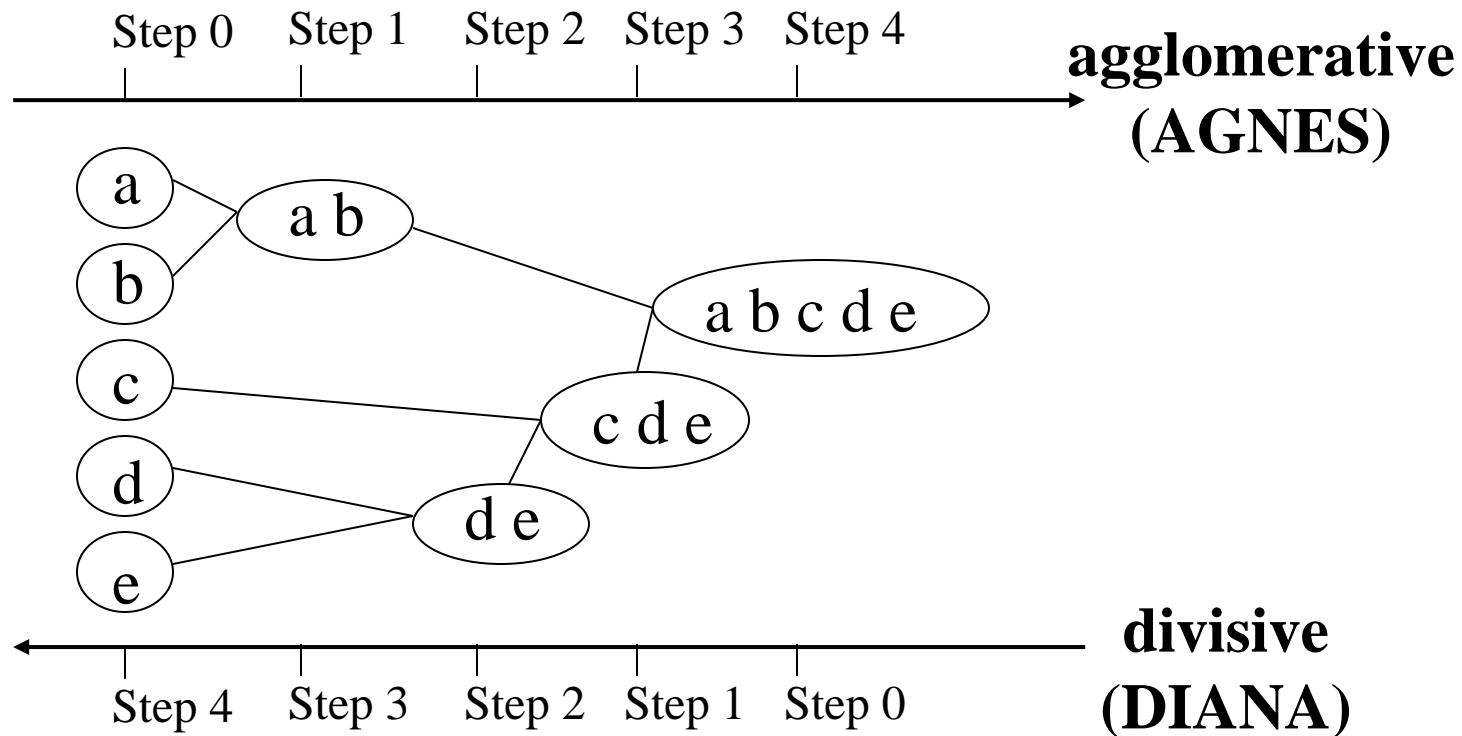 Step 0 Step 1 Step 2 Step 3 Step 4
agglomerative
(AGNES)
a
a b
b
a b c d e
c
c d e
d
d e
e
divisive
(DIANA)
Step 4 Step 3 Step 2 Step 1 Step 0